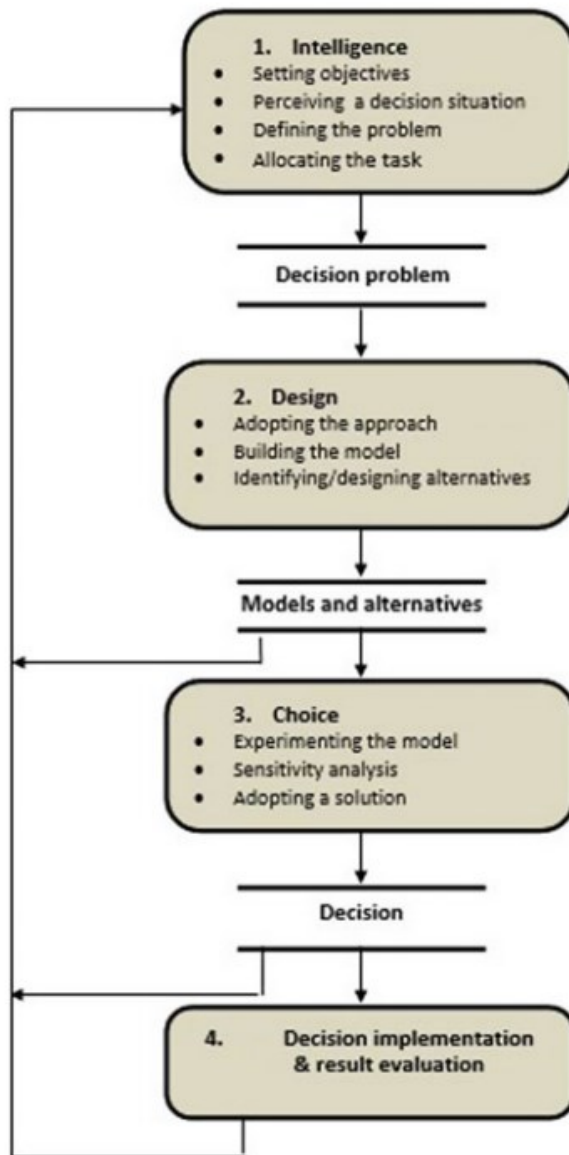 1. Intelligence
• Setting objectives
• Perceiving a decision situation
• Defining the problem
• Allocating the task
Decision problem
2. Design
• Adopting the approach
• Building the model
• Identifying/designing alternatives
Models and alternatives
3. Choice
• Experimenting the model
• Sensitivity analysis
• Adopting a solution
Decision
4. Decision implementation
& result evaluation